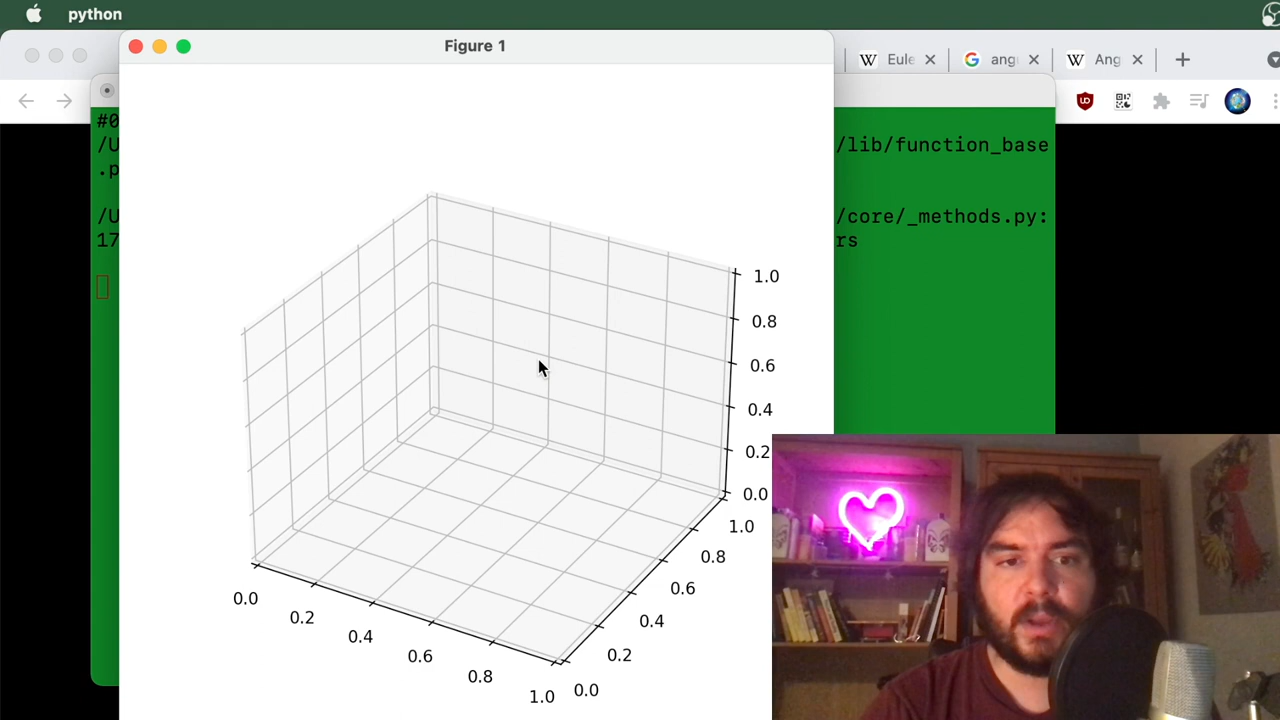 python
Figure 1
Eule
ang
Ang
#0
/U
/lib/function_base
.p
/U
/core/_methods.py:
17
rs
1.0
0.8
0.6
0.4
0.2
0.0
1.0
0.8
0.6
0.4
0.2
0.0
0.0
0.2
0.4
0.6
0.8
1.0